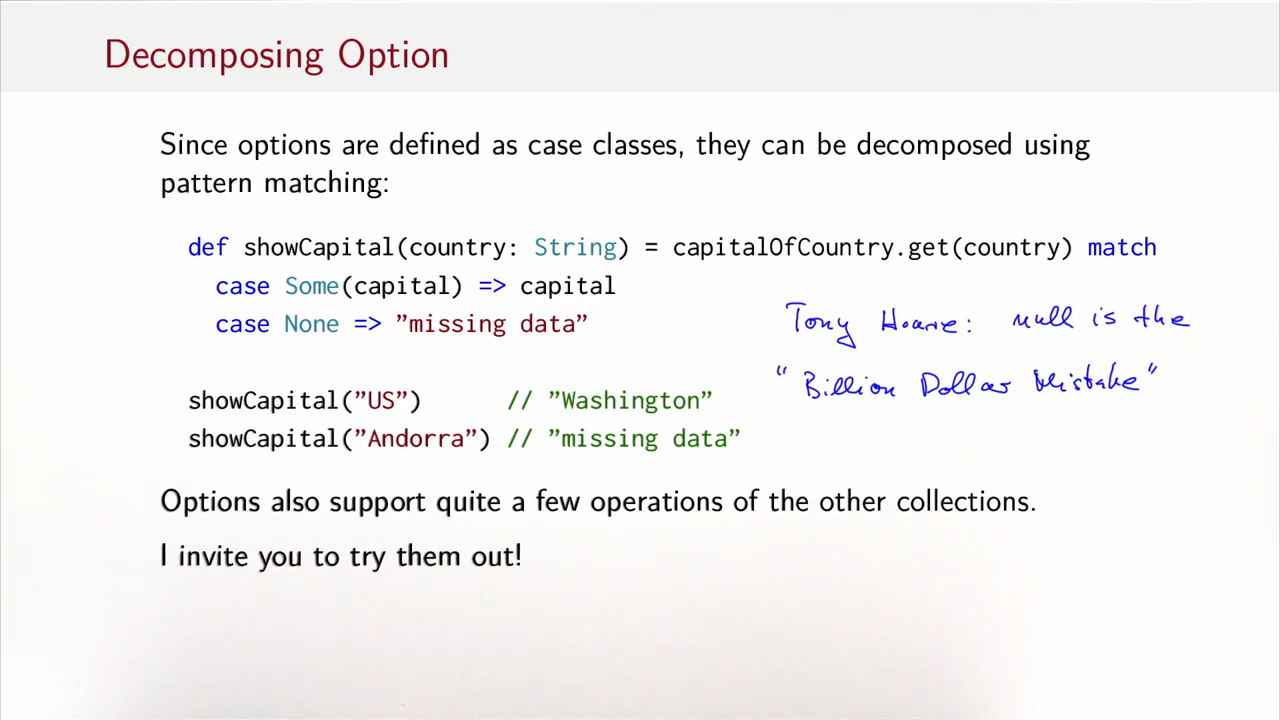 Decomposing Option
Since options are defined as case classes, they can be decomposed using
pattern matching:
def showCapital(country: String) = capitalOfCountry.get(country) match
case Some(capital) => capital
case None => ”missing data”
Tony Hoare: null is the
"Billion Dollar Mistake"
showCapital(”US”) // ”Washington”
showCapital(”Andorra”) // ”missing data”
Options also support quite a few operations of the other collections.
I invite you to try them out!